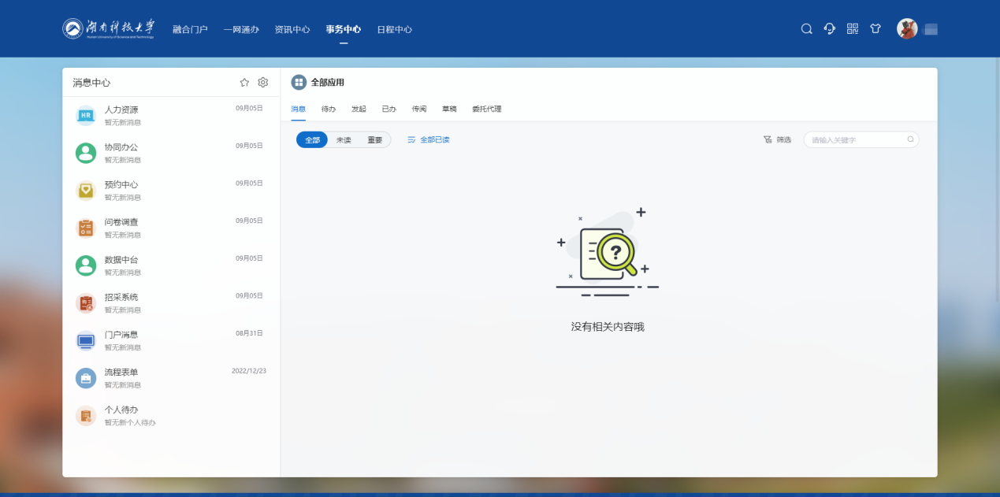 湖南科技大学
Hunan University of Science and Technology
融合门户
一网通办
资讯中心
事务中心
日程中心
消息中心
人力资源
09月05日
暂无新消息
协同办公
09月05日
暂无新消息
预约中心
09月05日
暂无新消息
问卷调查
09月05日
暂无新消息
数据中台
09月05日
暂无新消息
招采系统
09月05日
暂无新消息
门户消息
08月31日
暂无新消息
流程表单
2022/12/23
暂无新消息
个人待办
暂无新个人待办
HR
全部应用
消息
待办
发起
已办
传阅
草稿
委托代理
全部
未读
重要
全部已读
筛选
请输入关键字
?
没有相关内容哦